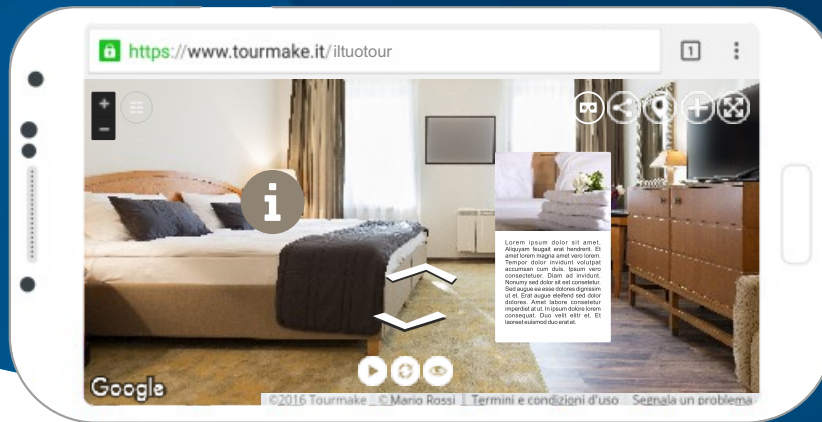 https://www.tourmake.it/iltuotour
1
Lorem ipsum dolor sit amet.
Aliquyam feugait erat hendrerit. Et
amet lorem magna amet vero lorem.
Tempor dolor invidunt volutpat
accumsan cum duis. Ipsum vero
consectetuer. Diam ad invidunt.
Nonumy sed dolor sit est consetetur.
Sed augue ea esse dolores dignissim
ut et. Erat augue eleifend sed dolor
dolores. Amet labore consetetur
imperdiet at ut. In ipsum dolore lorem
consequat. Duo velit elitr et. Et
laoreet euismod duo erat et.
Google
©2016 Tourmake © Mario Rossi | Termini e condizioni d'uso Segnala un problema